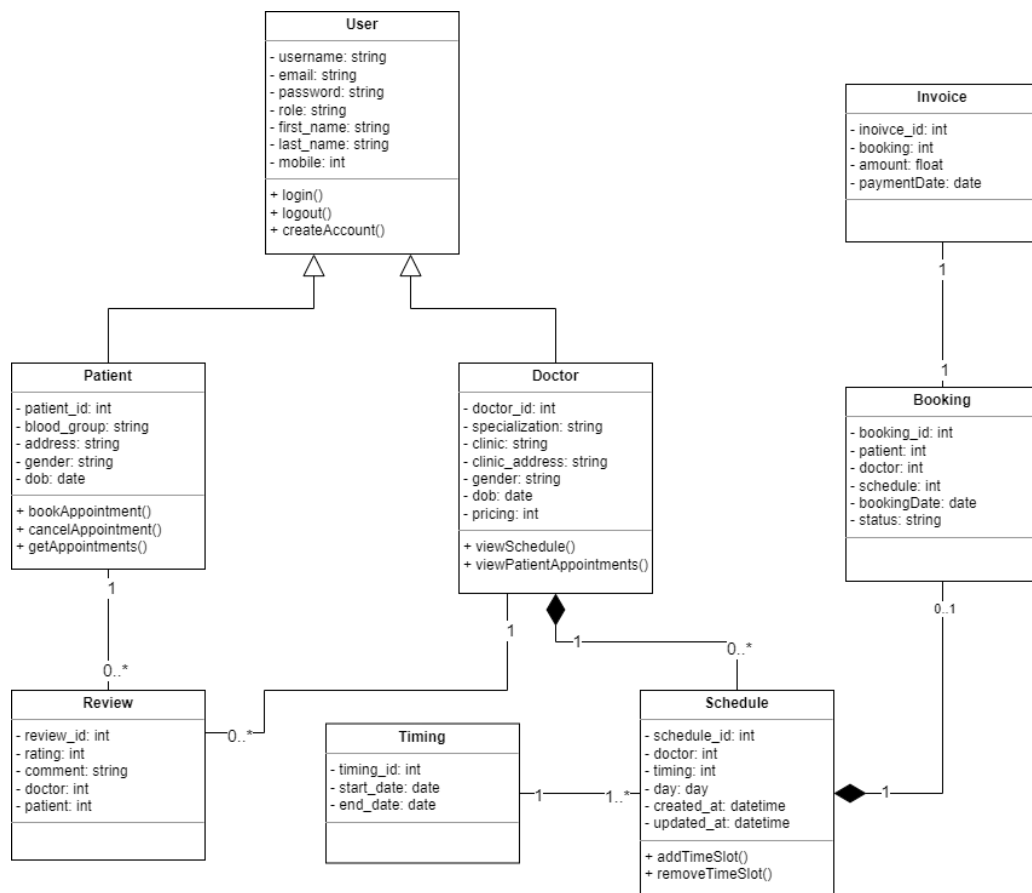 User
- username: string
- email: string
- password: string
- role: string
- first_name: string
- last_name: string
- mobile: int
+ login()
+ logout()
+ createAccount()
Invoice
- inoivce_id: int
- booking: int
- amount: float
- paymentDate: date
1
1
Patient
- patient_id: int
- blood_group: string
- address: string
- gender: string
- dob: date
+ bookAppointment()
+ cancelAppointment()
+ getAppointments()
Doctor
- doctor_id: int
- specialization: string
- clinic: string
- clinic_address: string
- gender: string
- dob: date
- pricing: int
+ viewSchedule()
+ viewPatientAppointments()
Booking
- booking_id: int
- patient: int
- doctor: int
- schedule: int
- bookingDate: date
- status: string
1
0..*
1
0..*
1
0..*
0..1
1
Review
- review_id: int
- rating: int
- comment: string
- doctor: int
- patient: int
Timing
- timing_id: int
- start_date: date
- end_date: date
1
1..*
Schedule
- schedule_id: int
- doctor: int
- timing: int
- day: day
- created_at: datetime
- updated_at: datetime
+ addTimeSlot()
+ removeTimeSlot()